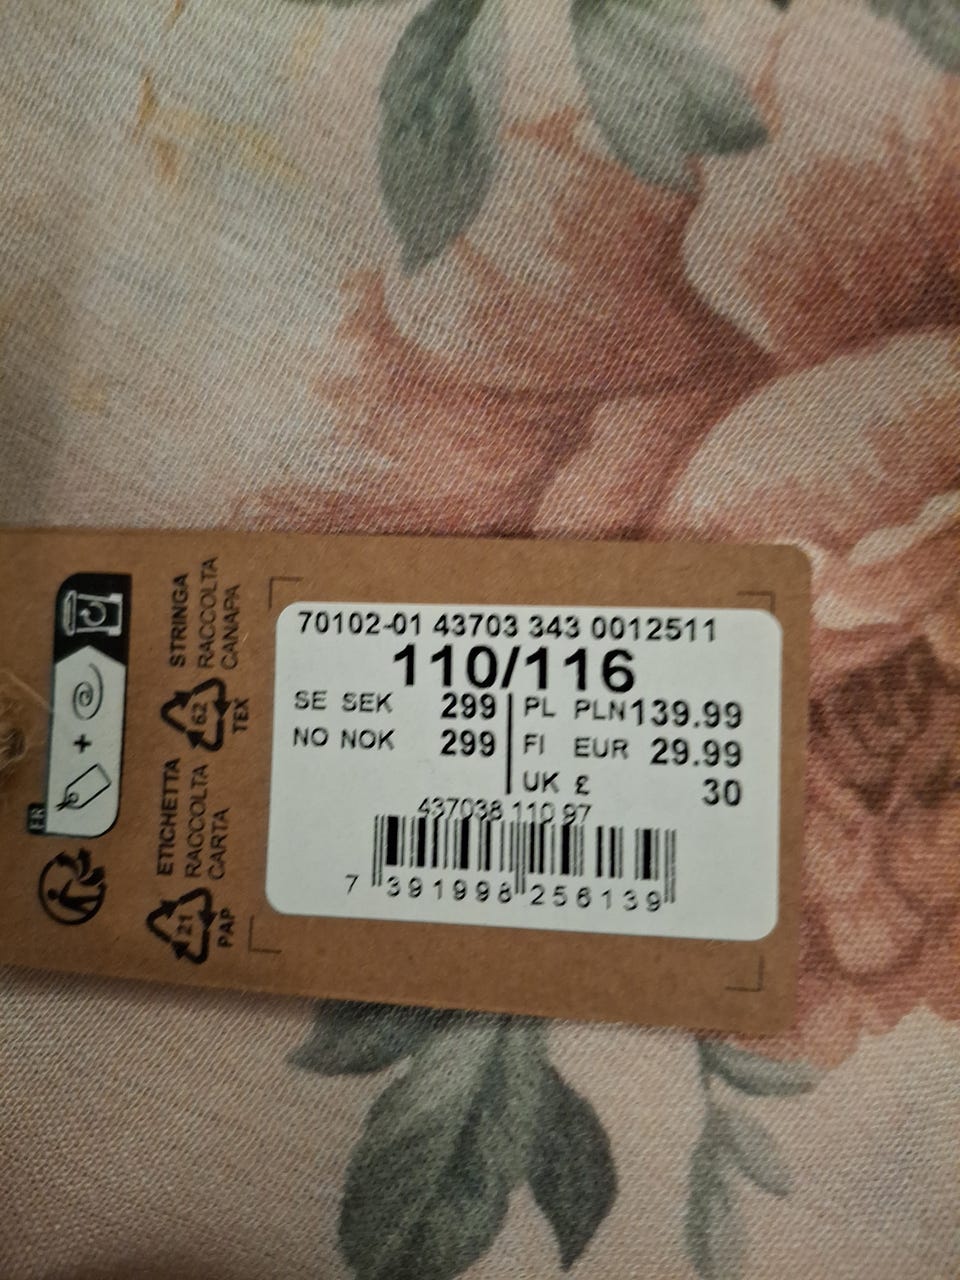 70102-01 43703 343 0012511
110/116
SE SEK 299
NO NOK 299
PL PLN 139.99
FI EUR 29.99
UK £ 30
437038 110 97
7 391998 256139
FR
+
ETICHETTA
RACCOLTA
CARTA
21
PAP
STRINGA
RACCOLTA
CANAPA
62
TEX